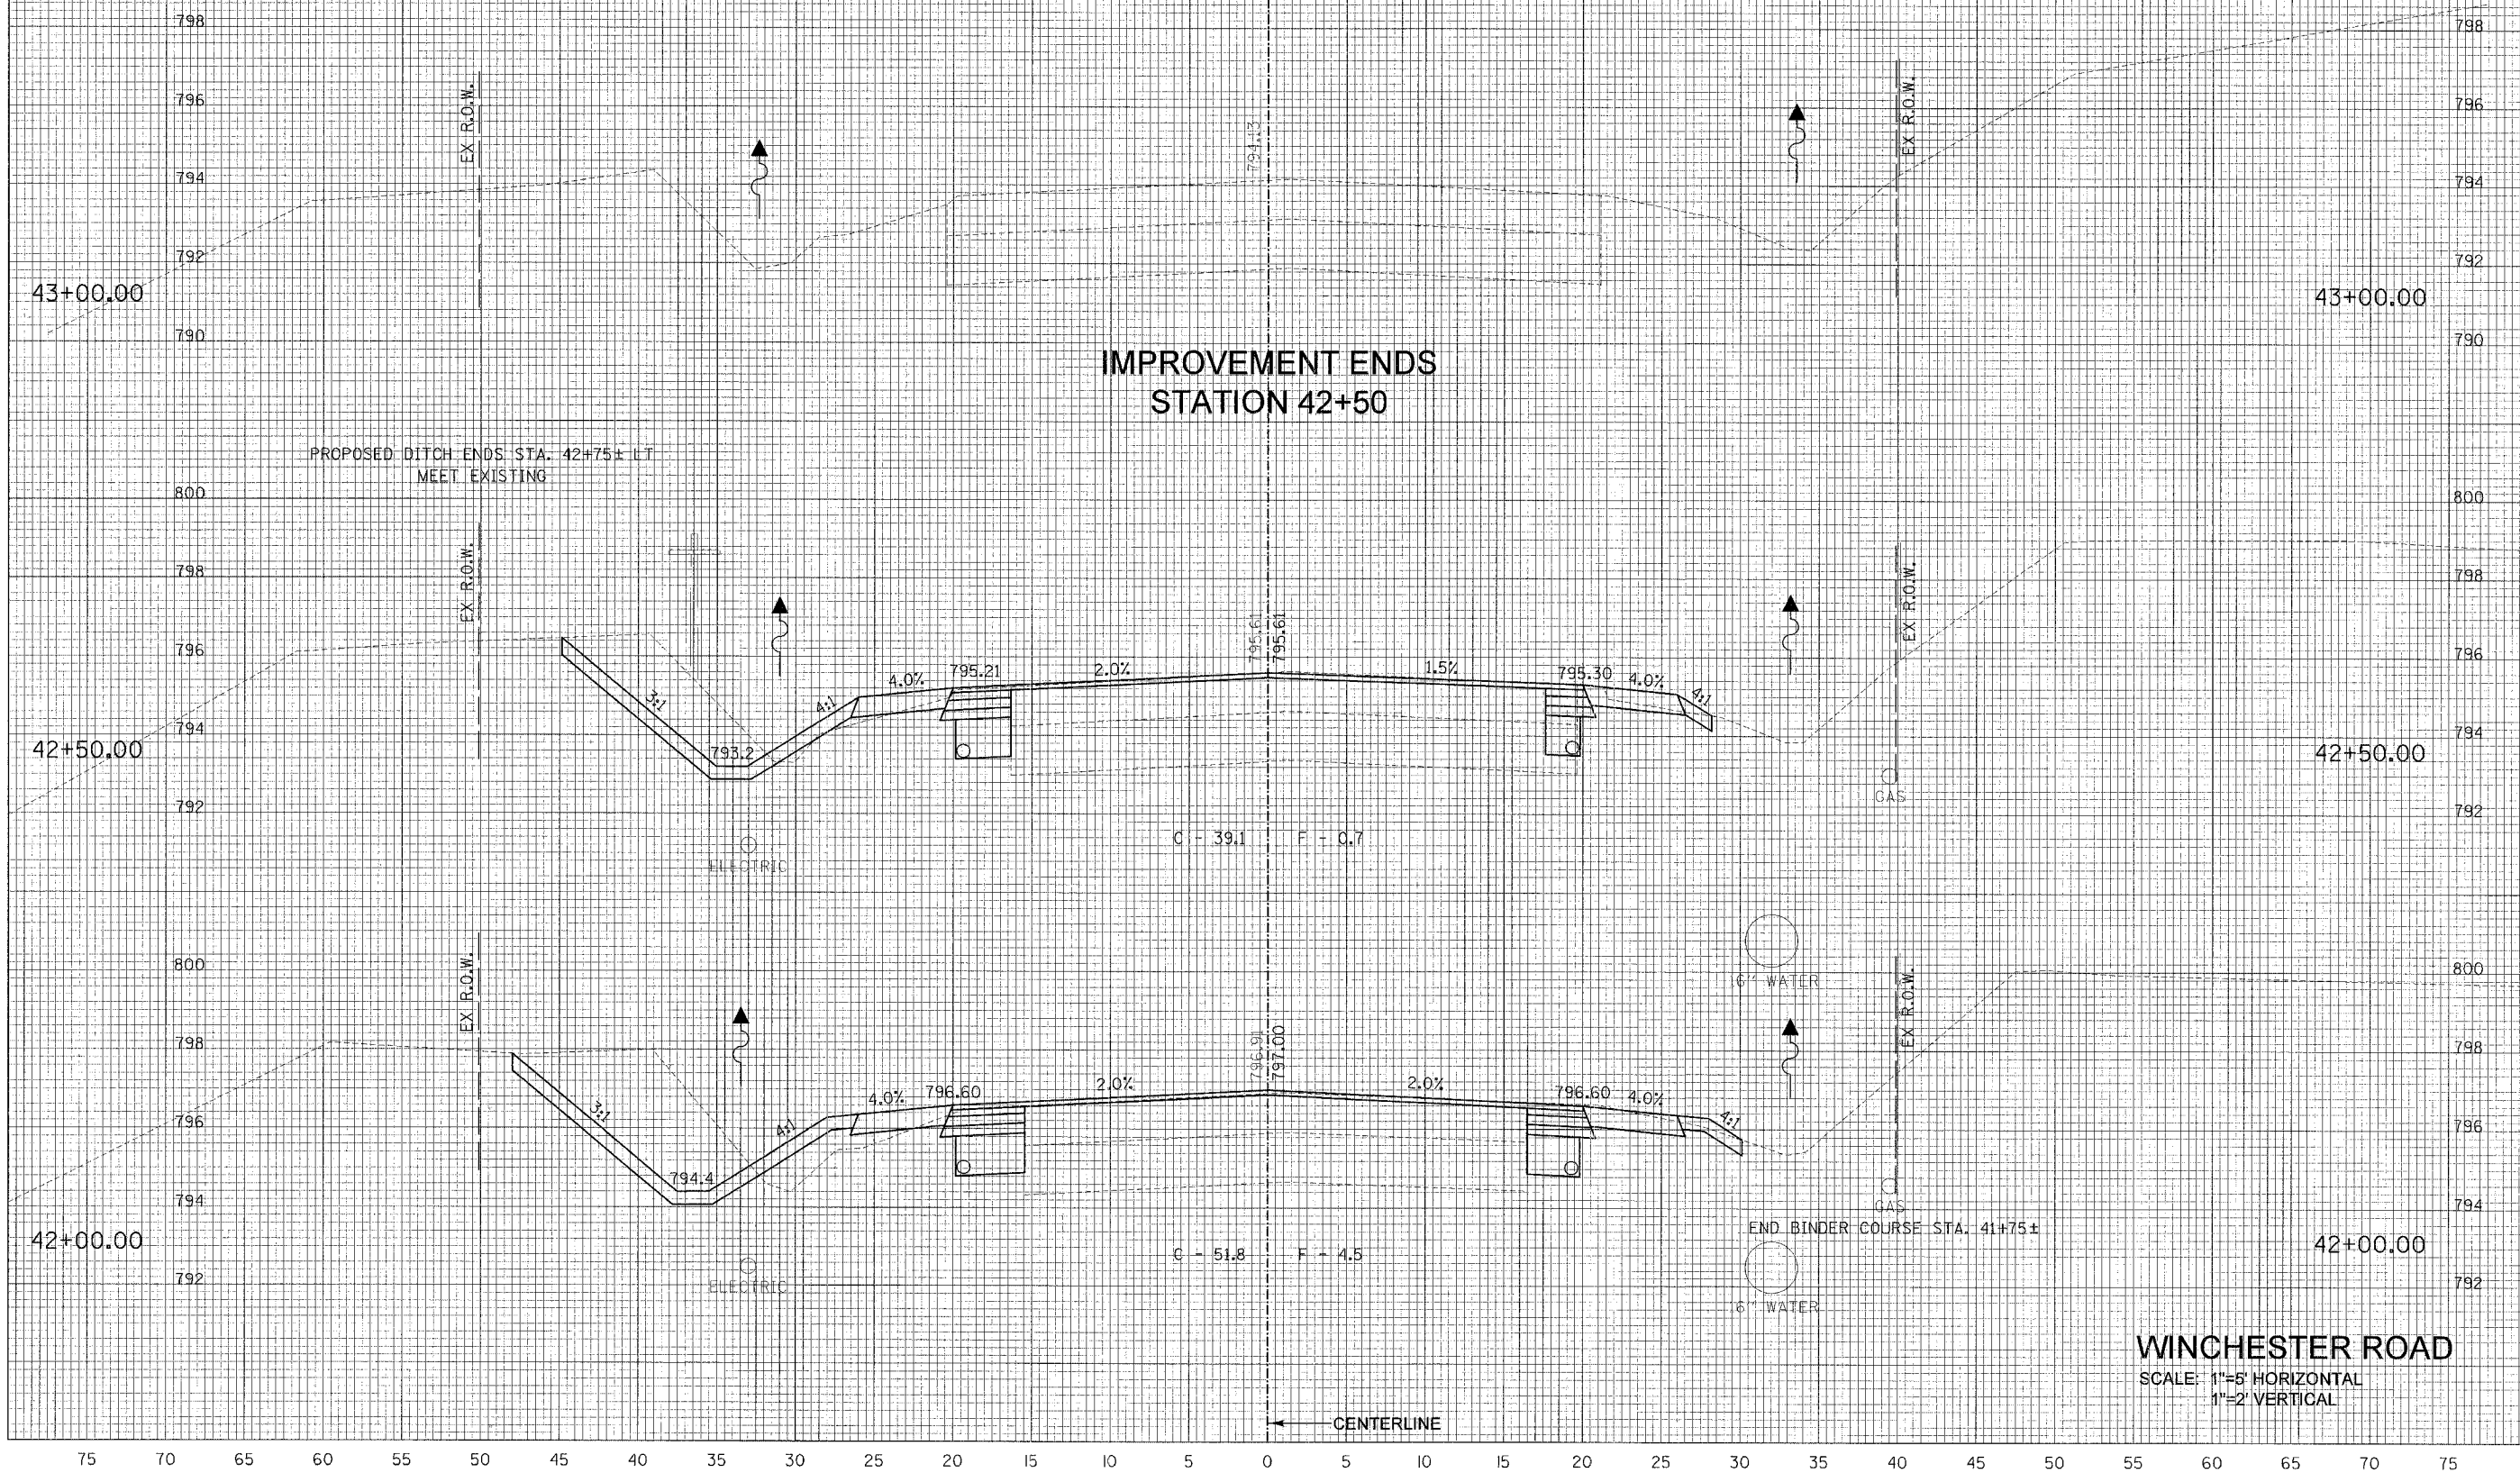 798 798
796 EX R.O.W. EX R.O.W. 796
794 794.13 794
792 792
43+00.00 43+00.00
790 790
IMPROVEMENT ENDS
STATION 42+50
PROPOSED DITCH ENDS STA. 42+75± LT
MEET EXISTING
800 800
798 EX R.O.W. EX R.O.W. 798
796 795.61 795.61 796
4.0% 795.21 2.0% 1.5% 795.30 4.0% 4:1
3:1 4:1
794 793.2 794
42+50.00 42+50.00
GAS
792 792
C - 39.1 F - 0.7
ELECTRIC
800 800
6" WATER
EX R.O.W. EX R.O.W.
798 796.91 797.00 798
4.0% 796.60 2.0% 2.0% 796.60 4.0% 4:1
796 3:1 4:1 796
794 794.4 794
GAS
END BINDER COURSE STA. 41+75±
42+00.00 42+00.00
C - 51.8 F - 4.5
792 ELECTRIC 792
6" WATER
WINCHESTER ROAD
SCALE: 1"=5' HORIZONTAL
1"=2' VERTICAL
CENTERLINE
75 70 65 60 55 50 45 40 35 30 25 20 15 10 5 0 5 10 15 20 25 30 35 40 45 50 55 60 65 70 75